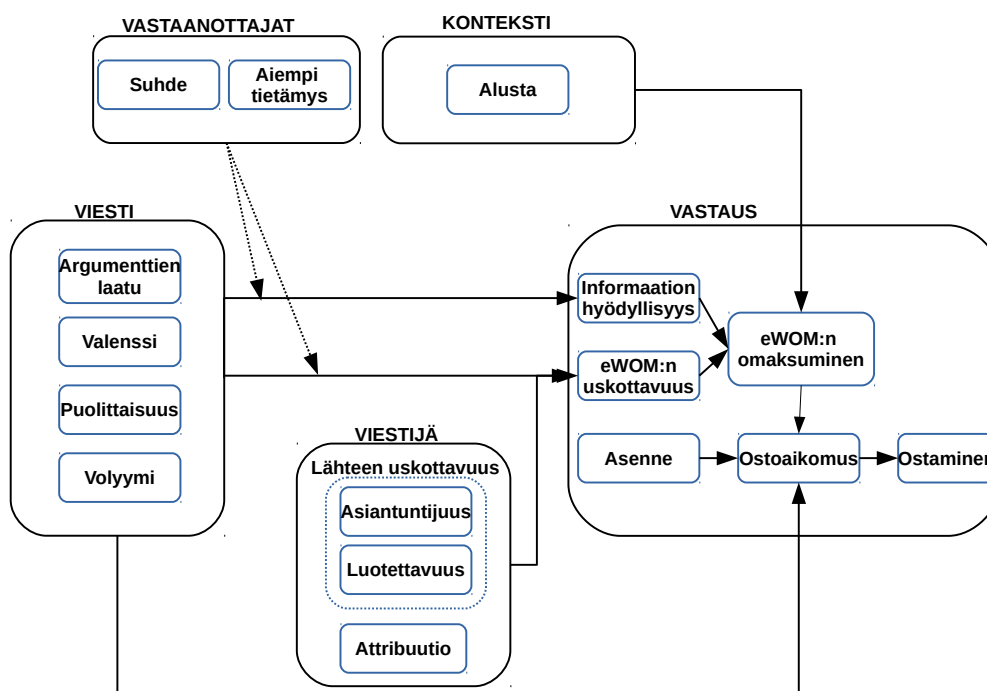 VASTAANOTTAJAT
Suhde
Aiempi
tietämys
KONTEKSTI
Alusta
VIESTI
Argumenttien
laatu
Valenssi
Puolittaisuus
Volyymi
VIESTIJÄ
Lähteen uskottavuus
Asiantuntijuus
Luotettavuus
Attribuutio
VASTAUS
Informaation
hyödyllisyys
eWOM:n
uskottavuus
eWOM:n
omaksuminen
Asenne
Ostoaikomus
Ostaminen